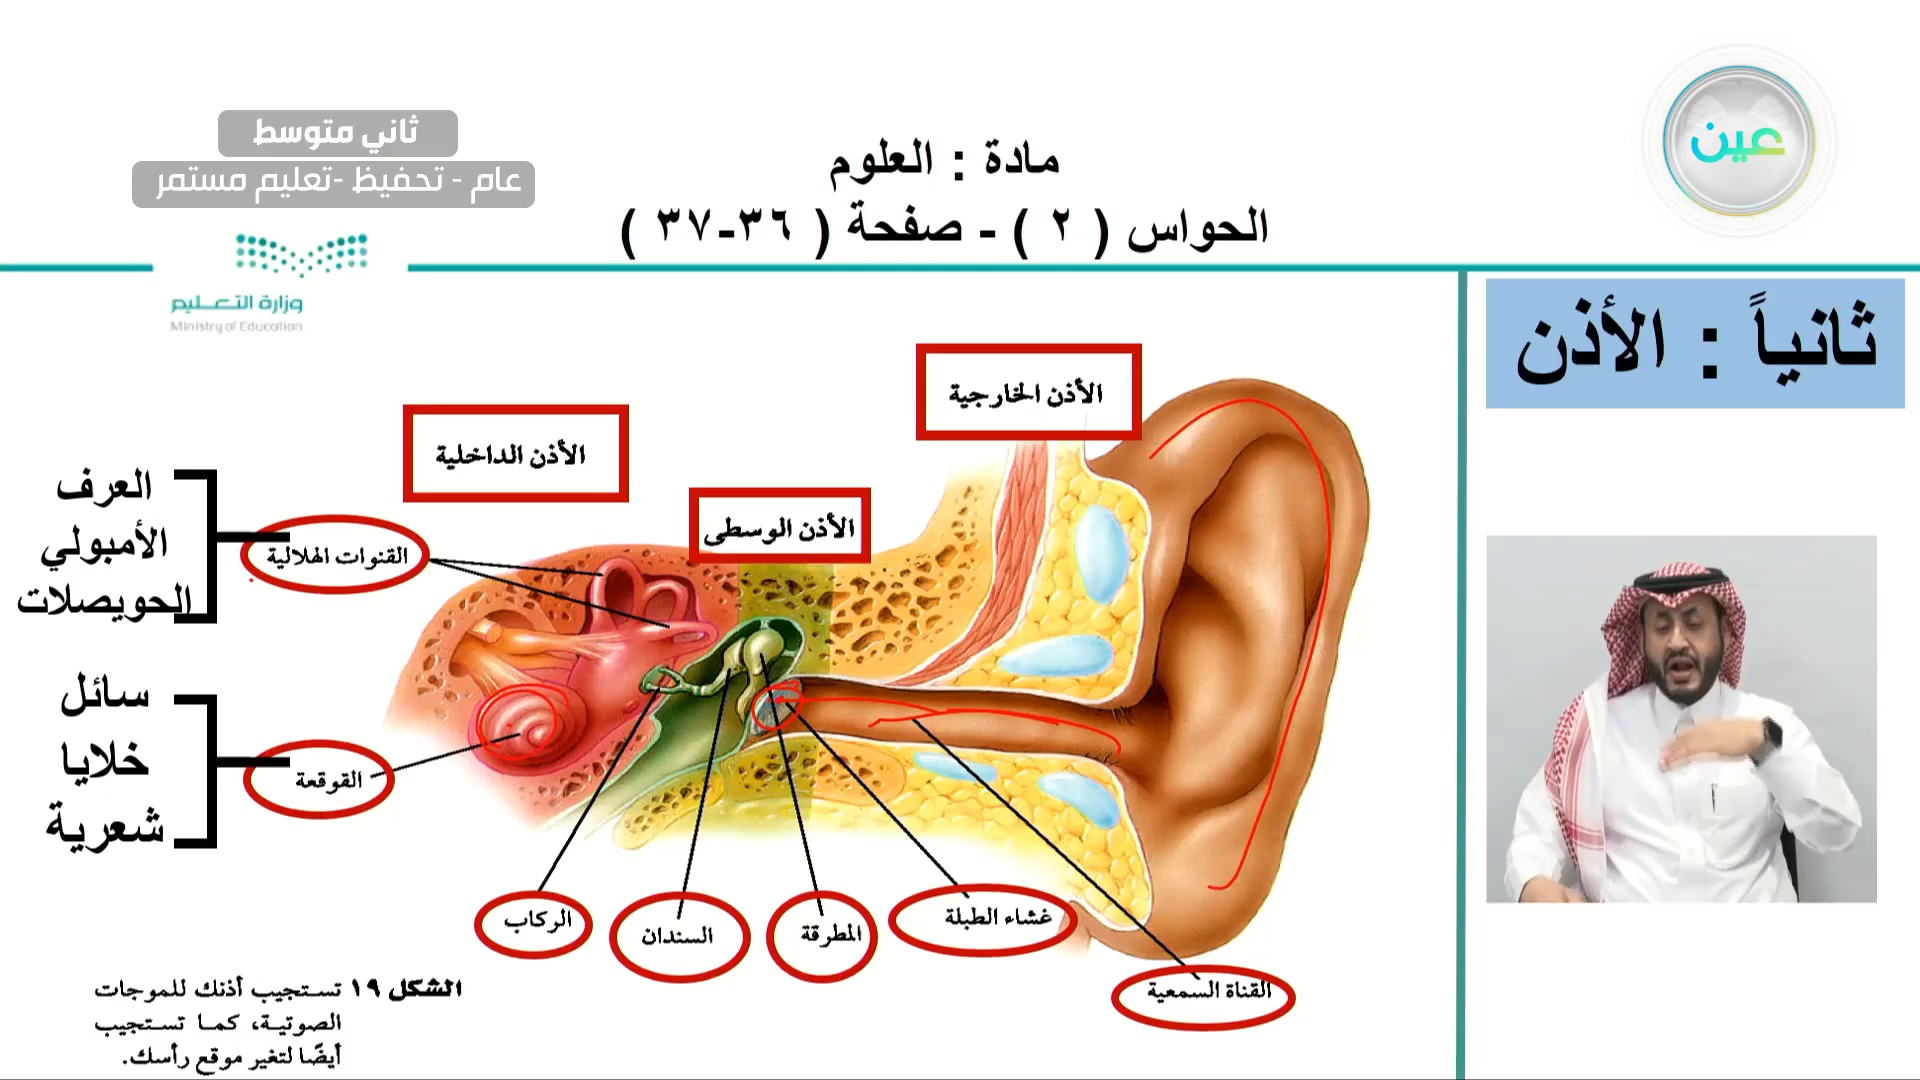 ثاني متوسط
عام - تحفيظ -تعليم مستمر
مادة : العلوم
الحواس ( ٢ ) - صفحة ( ٣٦-٣٧ )
عين
وزارة التعليم
Ministry of Education
ثانياً : الأذن
الأذن الخارجية
الأذن الداخلية
الأذن الوسطى
العرف
الأمبولي
الحويصلات
القنوات الهلالية
سائل
خلايا
شعرية
القوقعة
الركاب
السندان
المطرقة
غشاء الطبلة
القناة السمعية
الشكل ١٩ تستجيب أذنك للموجات
الصوتية، كما تستجيب
أيضًا لتغير موقع رأسك.